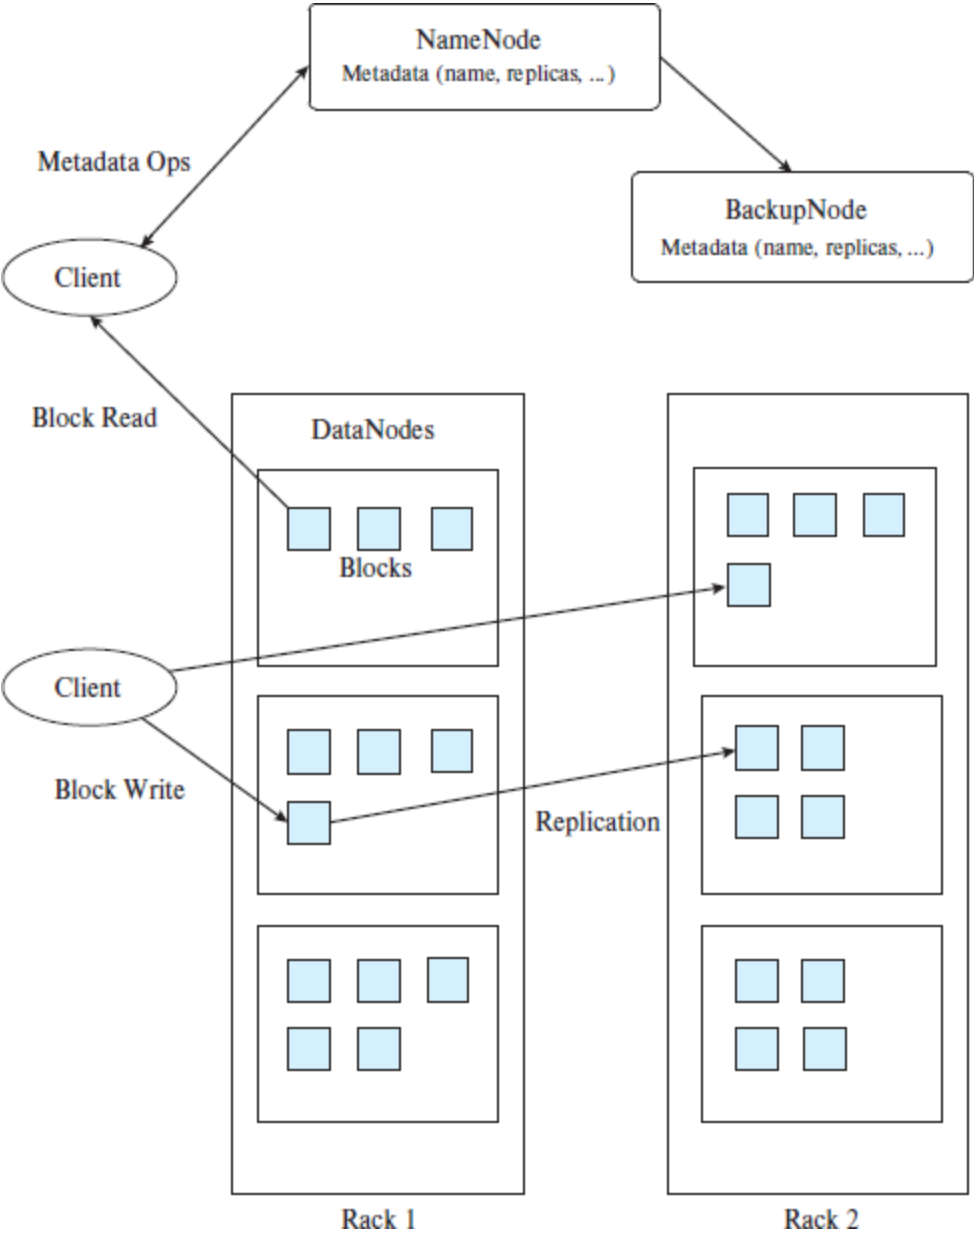 NameNode
Metadata (name, replicas, ...)
Metadata Ops
BackupNode
Metadata (name, replicas, ...)
Client
Block Read
DataNodes
Blocks
Client
Block Write
Replication
Rack 1
Rack 2